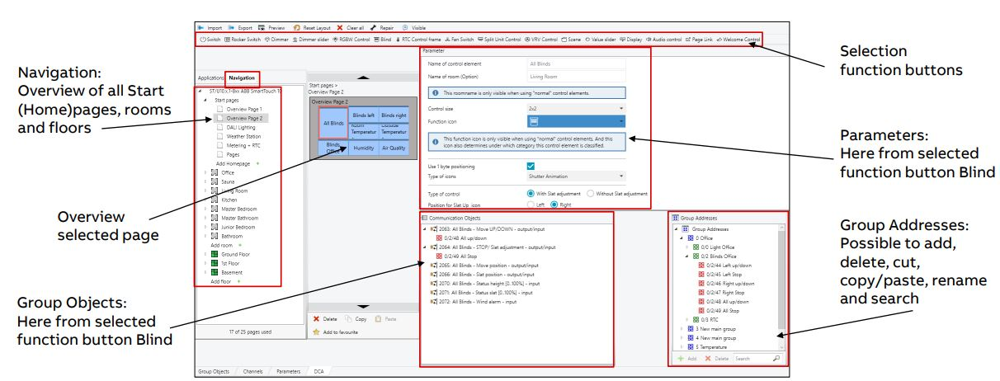 Import Export Preview Reset Layout Clear all Repair Visible
Switch Rocker Switch Dimmer Dimmer slider RGBW Control Blind RTC Control frame Fan Switch Split Unit Control VRV Control Scene Value slider Display Audio control Page Link Welcome Control
Navigation:
Overview of all Start
(Home)pages, rooms
and floors
Overview
selected page
Group Objects:
Here from selected
function button Blind
Applications Navigation
ST/U10.x.1-8xx ABB SmartTouch 10
Start pages
Overview Page 1
Overview Page 2
DALI Lighting
Weather Station
Metering + RTC
Pages
Add Homepage +
Office
Sauna
Living Room
Kitchen
Master Bedroom
Master Bathroom
Junior Bedroom
Bathroom
Add room +
Ground Floor
1st Floor
Basement
Add floor +
17 of 25 pages used
Start pages >
Overview Page 2
Overview Page 2
All Blinds
Blinds left
Blinds right
Room
Temperatur
Outside
Temperatur
Blinds
Office
Humidity
Air Quality
Delete Copy Paste
Add to favourite
Parameter
Name of control element All Blinds
Name of room (Option) Living Room
This roomname is only visible when using "normal" control elements.
Control size 2x2
Function icon
This function icon is only visible when using "normal" control elements. And this
icon also determines under which category this control element is classified.
Use 1 byte positioning
Type of icons Shutter Animation
Type of control With Slat adjustment Without Slat adjustment
Position for Slat Up icon Left Right
Communication Objects
2063: All Blinds - Move UP/DOWN - output/input
0/2/48 All up/down
2064: All Blinds - STOP/ Slat adjustment - output/input
0/2/49 All Stop
2065: All Blinds - Move position - output/input
2066: All Blinds - Slat position - output/input
2070: All Blinds - Status height [0..100%] - input
2071: All Blinds - Status slat [0..100%] - input
2072: All Blinds - Wind alarm - input
Group Addresses
Group Addresses
0 Office
0/0 Light Office
0/2 Blinds Office
0/2/44 Left up/down
0/2/45 Left Stop
0/2/46 Right up/down
0/2/47 Right Stop
0/2/48 All up/down
0/2/49 All Stop
0/3 RTC
3 New main group
4 New main group
5 Temperature
Add Delete Search
Selection
function buttons
Parameters:
Here from selected
function button Blind
Group Addresses:
Possible to add,
delete, cut,
copy/paste, rename
and search
Group Objects Channels Parameters DCA